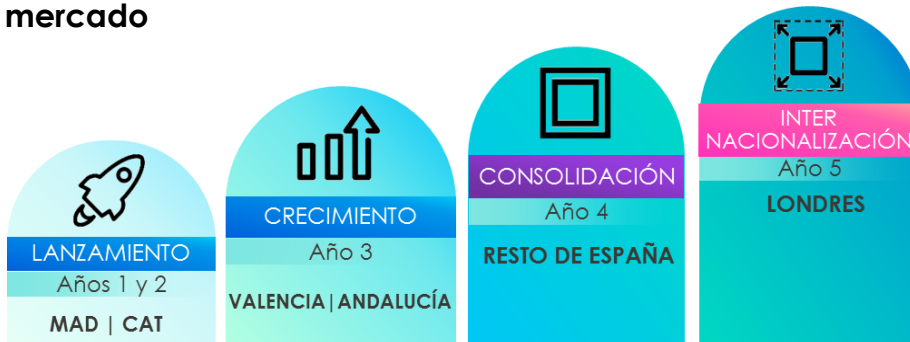 mercado
LANZAMIENTO
Años 1 y 2
MAD | CAT
CRECIMIENTO
Año 3
VALENCIA|ANDALUCÍA
CONSOLIDACIÓN
Año 4
RESTO DE ESPAÑA
INTER
NACIONALIZACIÓN
Año 5
LONDRES